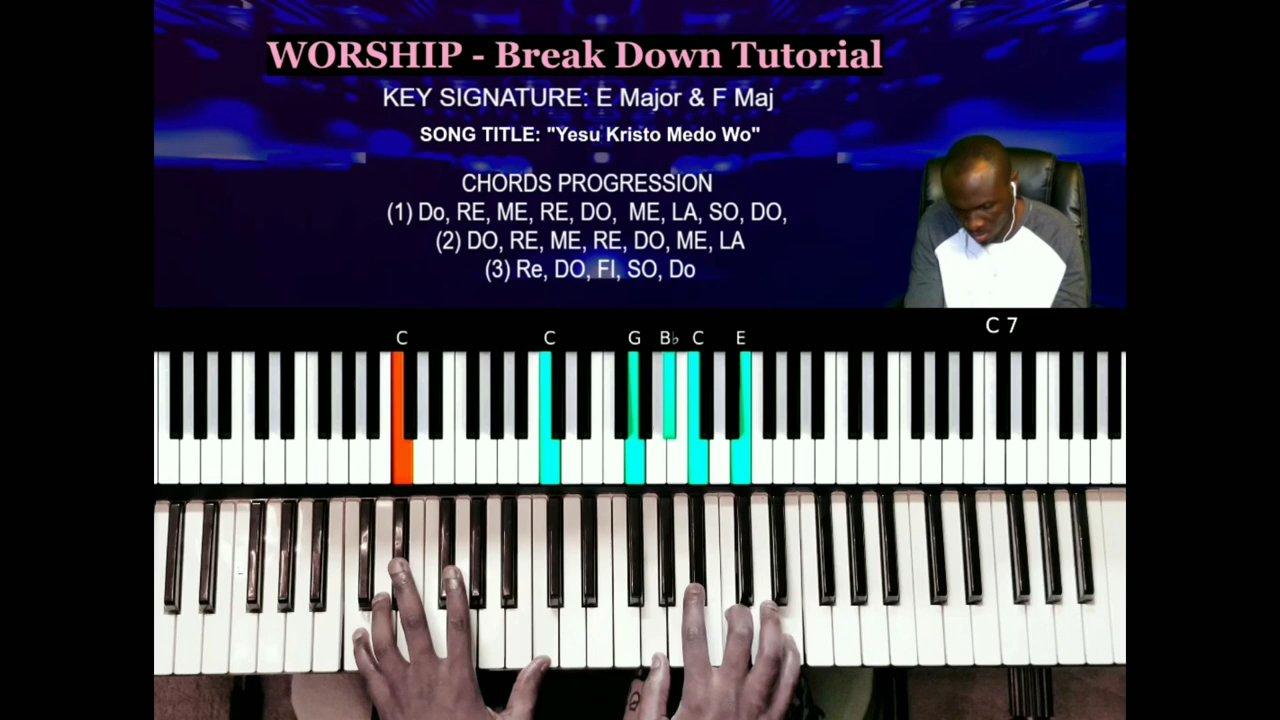 WORSHIP - Break Down Tutorial
KEY SIGNATURE: E Major & F Maj
SONG TITLE: "Yesu Kristo Medo Wo"
CHORDS PROGRESSION
(1) Do, RE, ME, RE, DO, ME, LA, SO, DO,
(2) DO, RE, ME, RE, DO, ME, LA
(3) Re, DO, FI, SO, Do
C 7
C C G B♭ C E